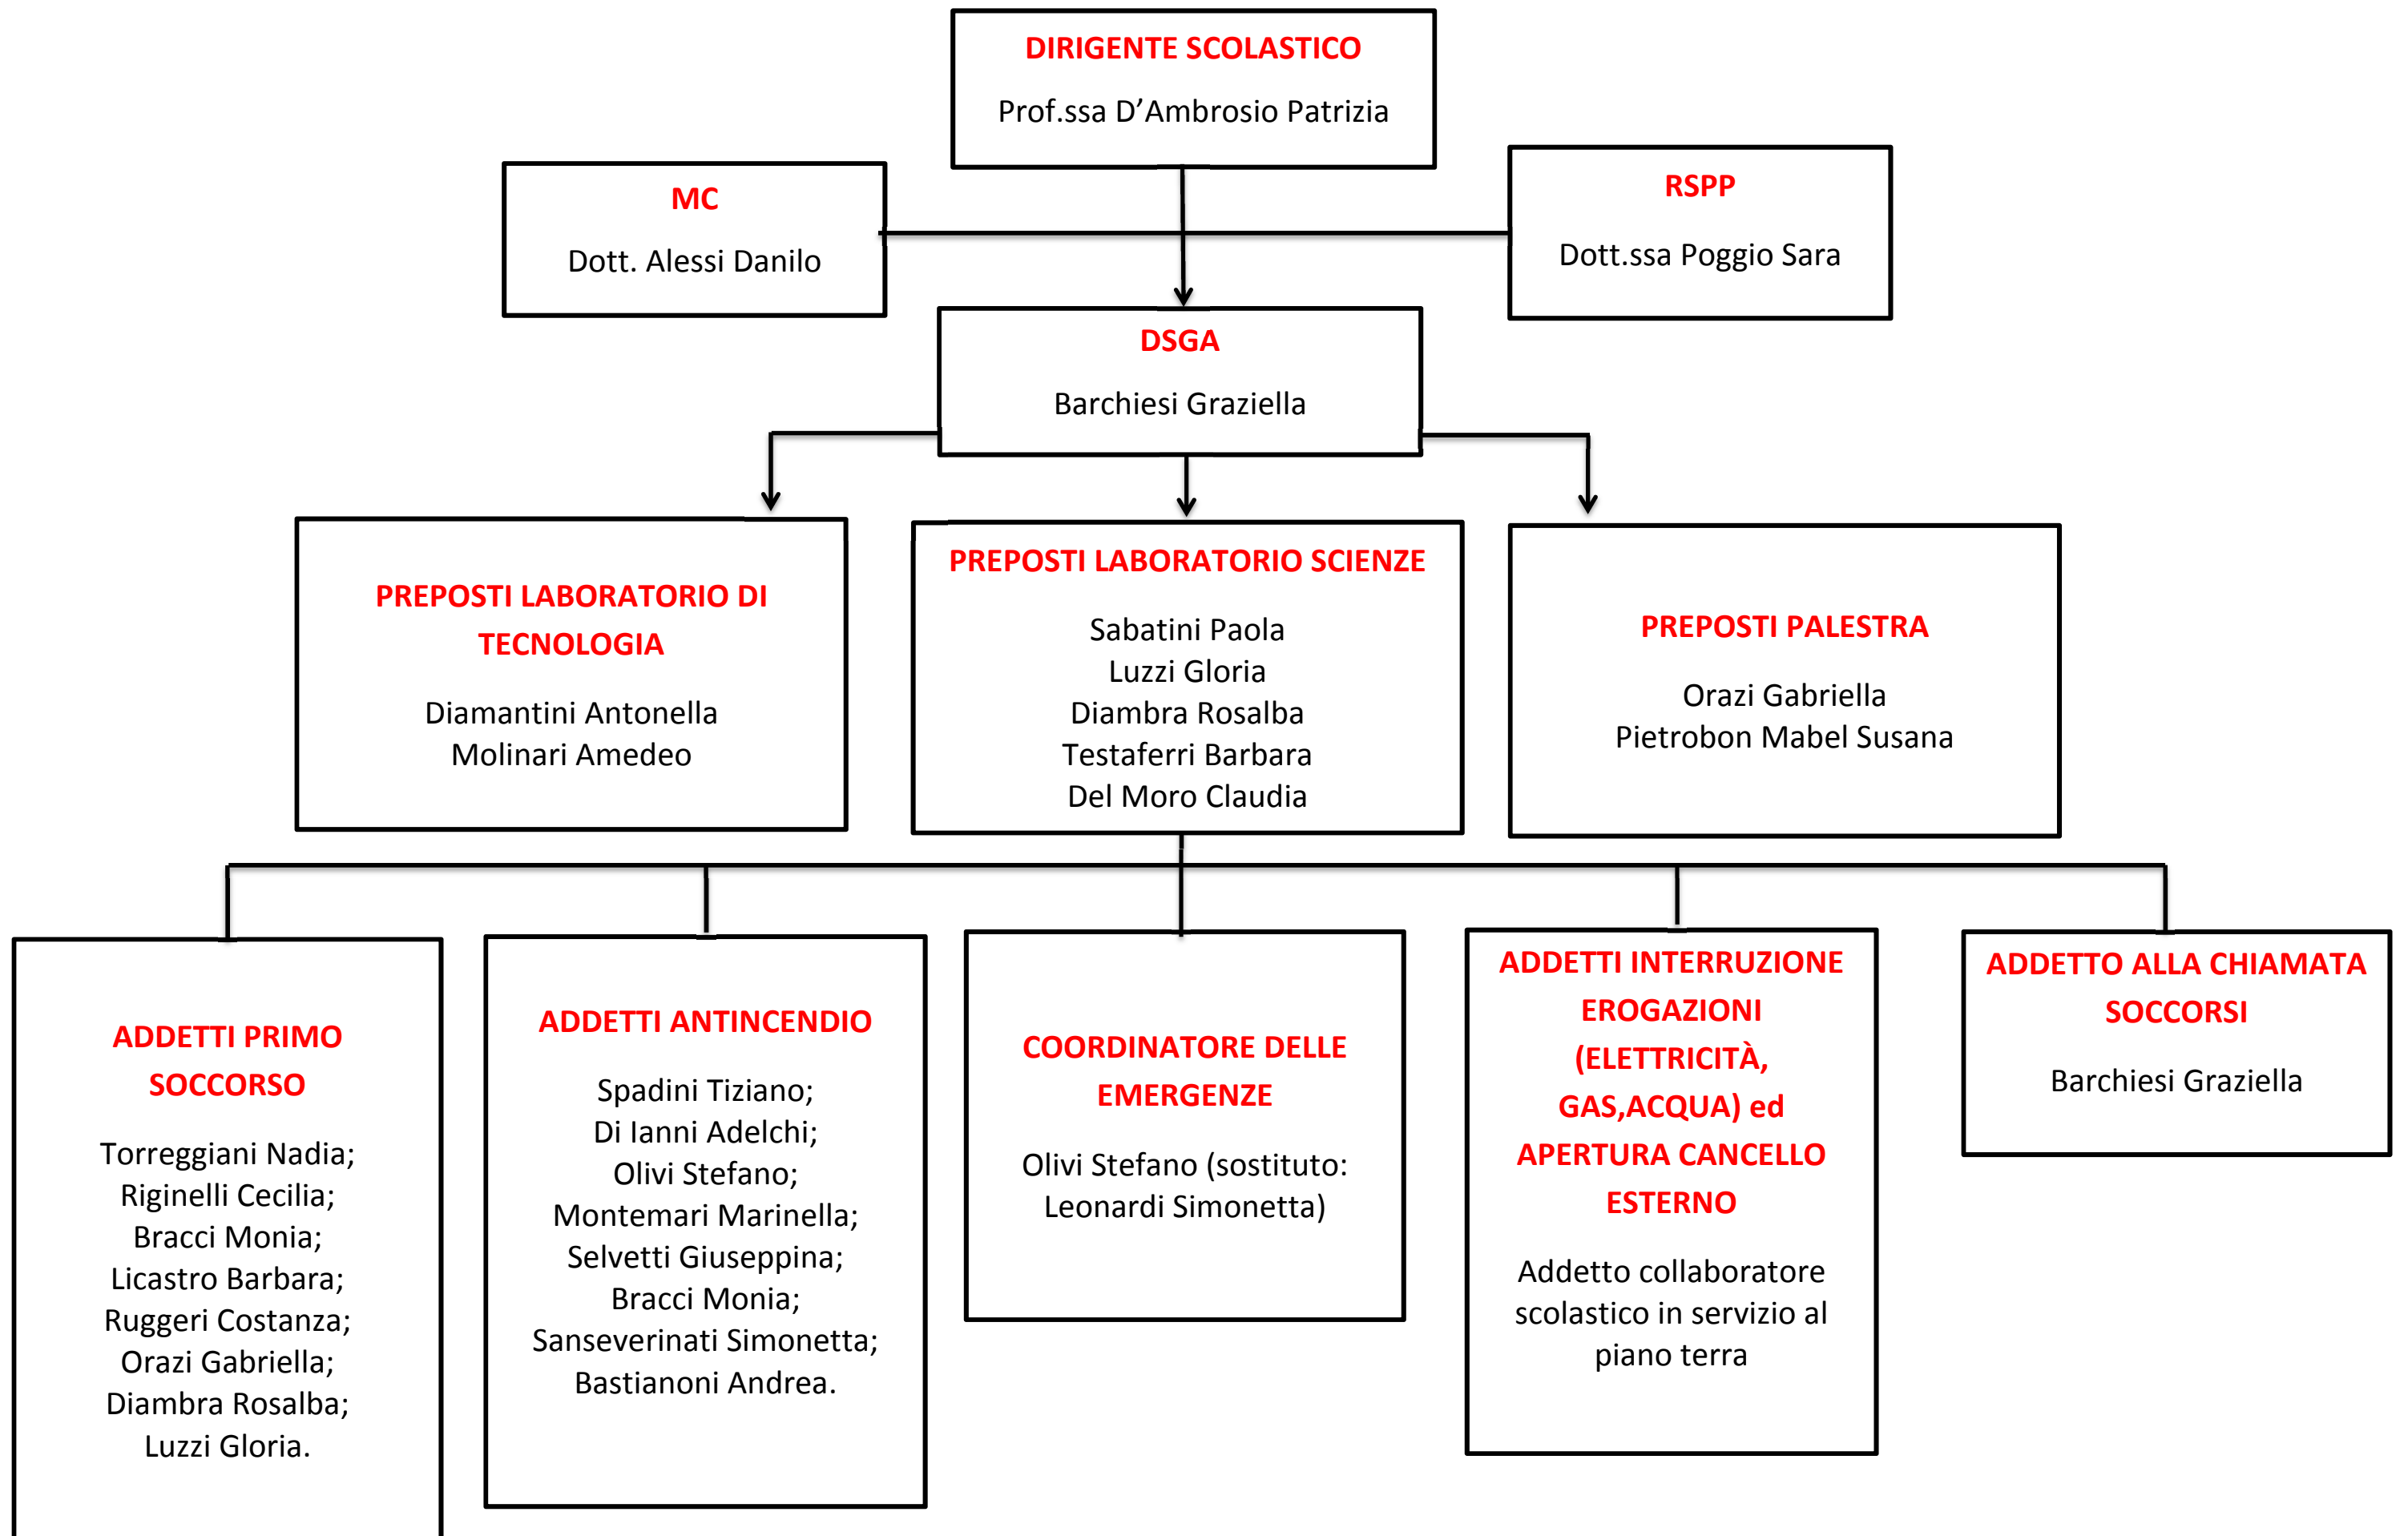 DIRIGENTE SCOLASTICO
Prof.ssa D’Ambrosio Patrizia
MC
Dott. Alessi Danilo
RSPP
Dott.ssa Poggio Sara
DSGA
Barchiesi Graziella
PREPOSTI LABORATORIO DI
TECNOLOGIA
Diamantini Antonella
Molinari Amedeo
PREPOSTI LABORATORIO SCIENZE
Sabatini Paola
Luzzi Gloria
Diambra Rosalba
Testaferri Barbara
Del Moro Claudia
PREPOSTI PALESTRA
Orazi Gabriella
Pietrobon Mabel Susana
ADDETTI PRIMO
SOCCORSO
Torreggiani Nadia;
Riginelli Cecilia;
Bracci Monia;
Licastro Barbara;
Ruggeri Costanza;
Orazi Gabriella;
Diambra Rosalba;
Luzzi Gloria.
ADDETTI ANTINCENDIO
Spadini Tiziano;
Di Ianni Adelchi;
Olivi Stefano;
Montemari Marinella;
Selvetti Giuseppina;
Bracci Monia;
Sanseverinati Simonetta;
Bastianoni Andrea.
COORDINATORE DELLE
EMERGENZE
Olivi Stefano (sostituto:
Leonardi Simonetta)
ADDETTI INTERRUZIONE
EROGAZIONI
(ELETTRICITÀ,
GAS,ACQUA) ed
APERTURA CANCELLO
ESTERNO
Addetto collaboratore
scolastico in servizio al
piano terra
ADDETTO ALLA CHIAMATA
SOCCORSI
Barchiesi Graziella